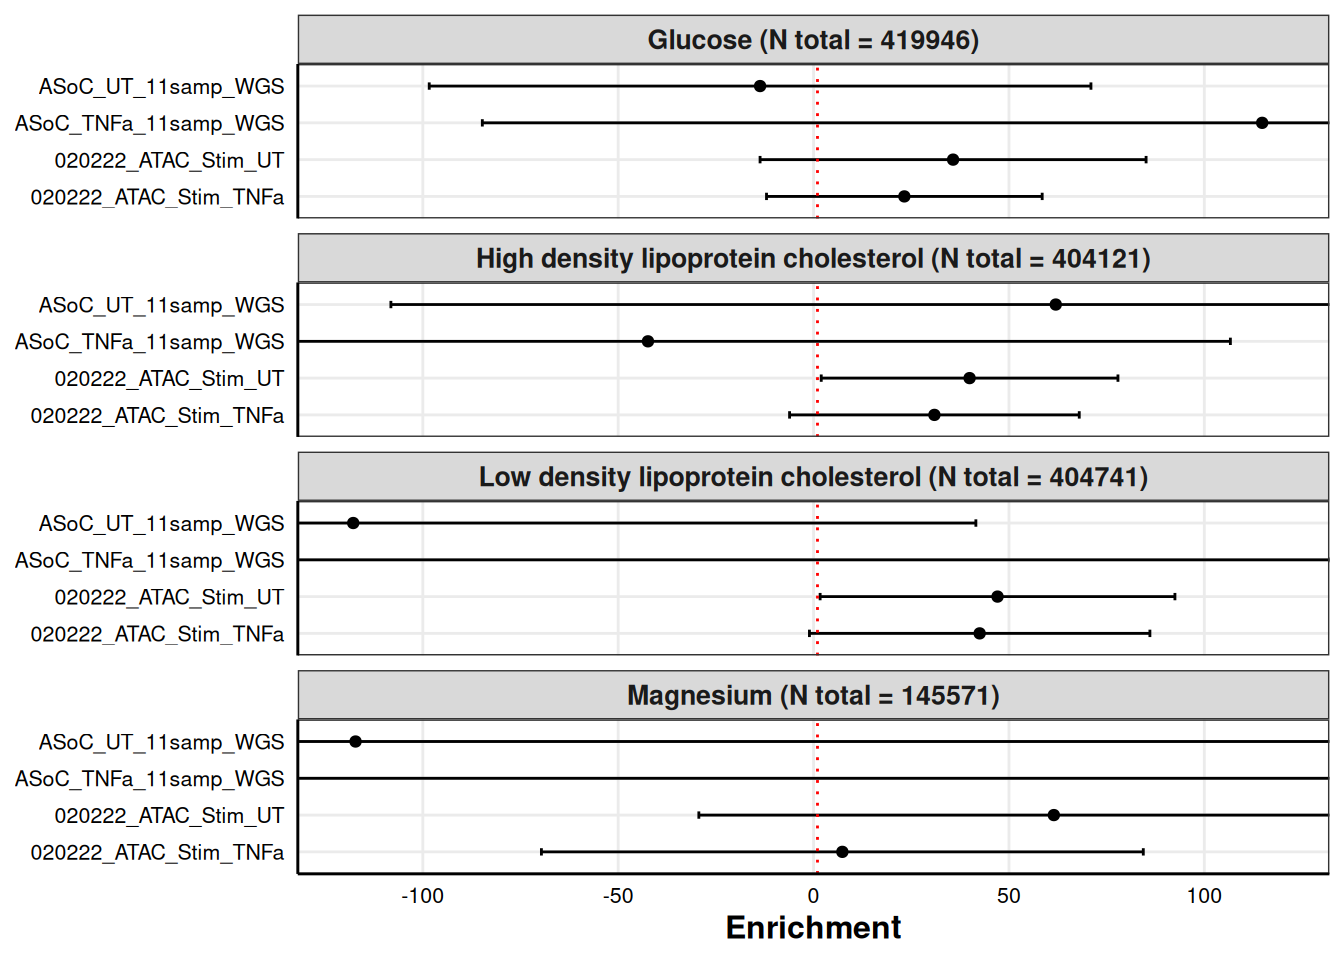 Glucose (N total = 419946)
ASoC_UT_11samp_WGS
ASoC_TNFa_11samp_WGS
020222_ATAC_Stim_UT
020222_ATAC_Stim_TNFa
High density lipoprotein cholesterol (N total = 404121)
ASoC_UT_11samp_WGS
ASoC_TNFa_11samp_WGS
020222_ATAC_Stim_UT
020222_ATAC_Stim_TNFa
Low density lipoprotein cholesterol (N total = 404741)
ASoC_UT_11samp_WGS
ASoC_TNFa_11samp_WGS
020222_ATAC_Stim_UT
020222_ATAC_Stim_TNFa
Magnesium (N total = 145571)
ASoC_UT_11samp_WGS
ASoC_TNFa_11samp_WGS
020222_ATAC_Stim_UT
020222_ATAC_Stim_TNFa
-100 -50 0 50 100
Enrichment